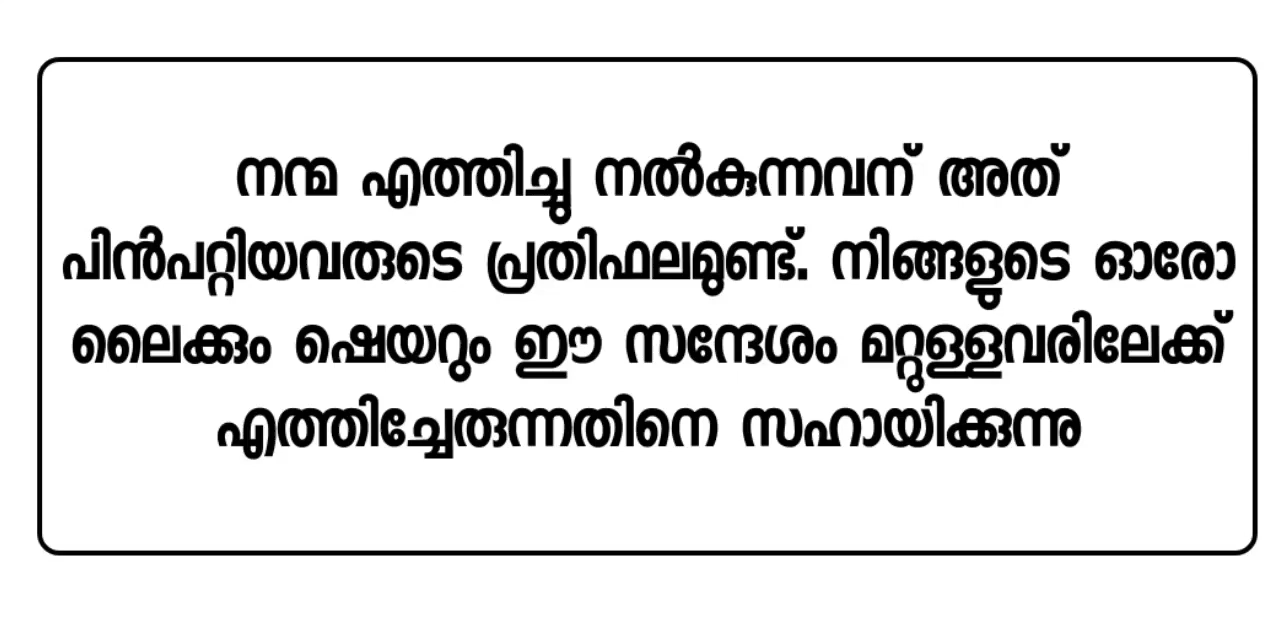 നന്മ എത്തിച്ചു നൽകുന്നവന് അത്
പിൻപറ്റിയവരുടെ പ്രതിഫലമുണ്ട്. നിങ്ങളുടെ ഓരോ
ലൈക്കും ഷെയറും ഈ സന്ദേശം മറ്റുള്ളവരിലേക്ക്
എത്തിച്ചേരുന്നതിനെ സഹായിക്കുന്നു